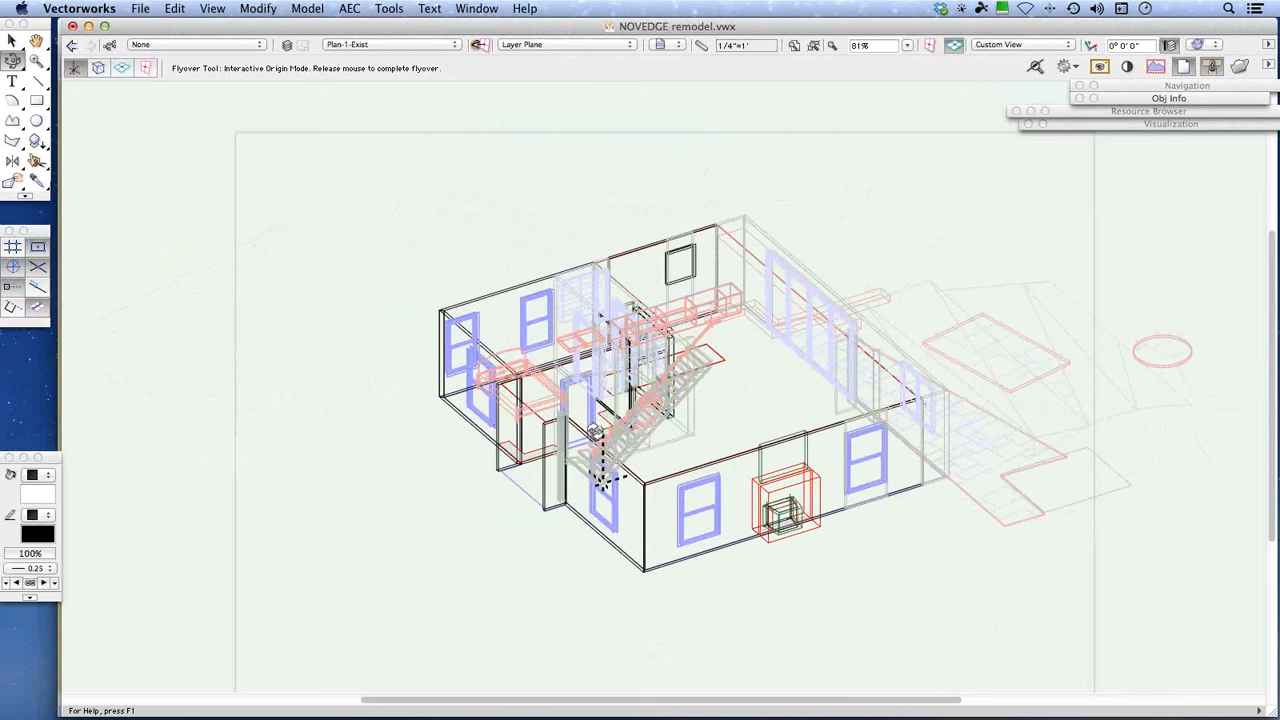 Vectorworks File Edit View Modify Model AEC Tools Text Window Help
NOVEDGE remodel.vwx
None Plan-1-Exist Layer Plane 1/4"=1' 81% Custom View 0° 0' 0"
Flyover Tool: Interactive Origin Mode. Release mouse to complete flyover.
Navigation
Obj Info
Resource Browser
Visualization
100%
0.25
For Help, press F1